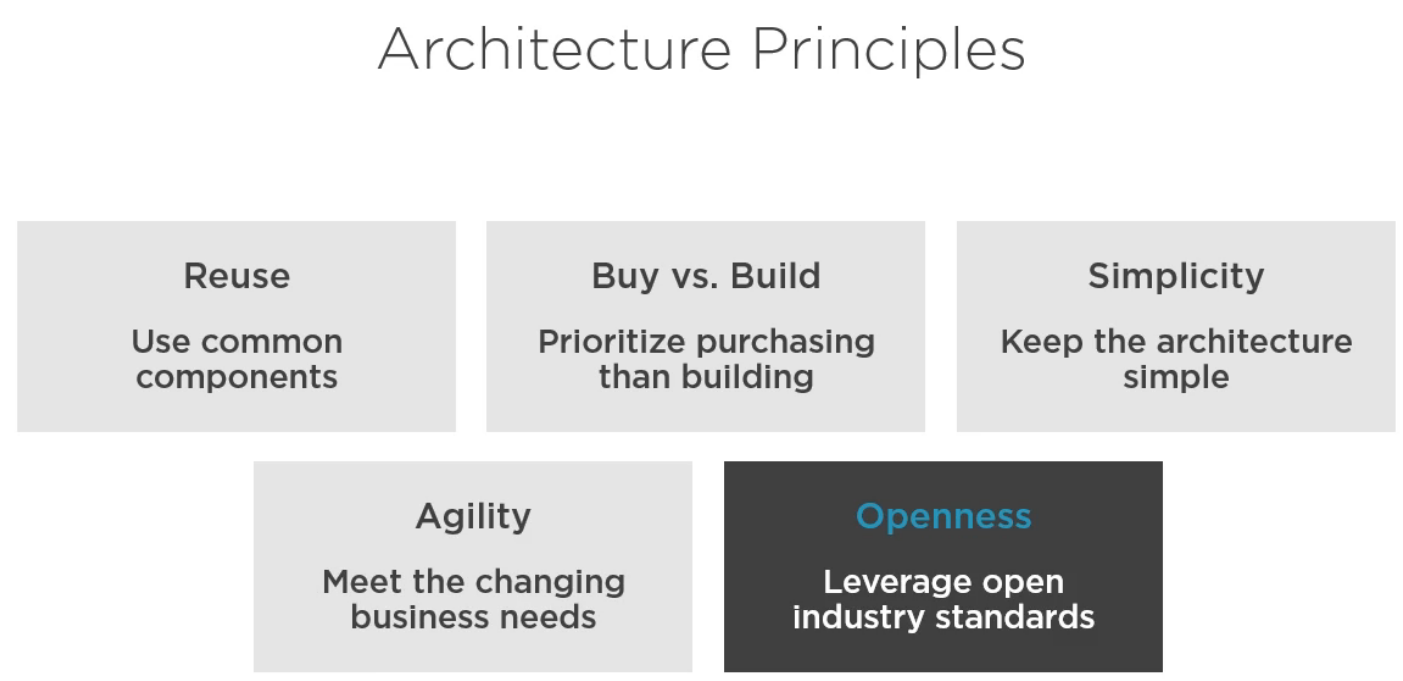 Architecture Principles
Reuse
Use common
components
Buy vs. Build
Prioritize purchasing
than building
Simplicity
Keep the architecture
simple
Agility
Meet the changing
business needs
Openness
Leverage open
industry standards